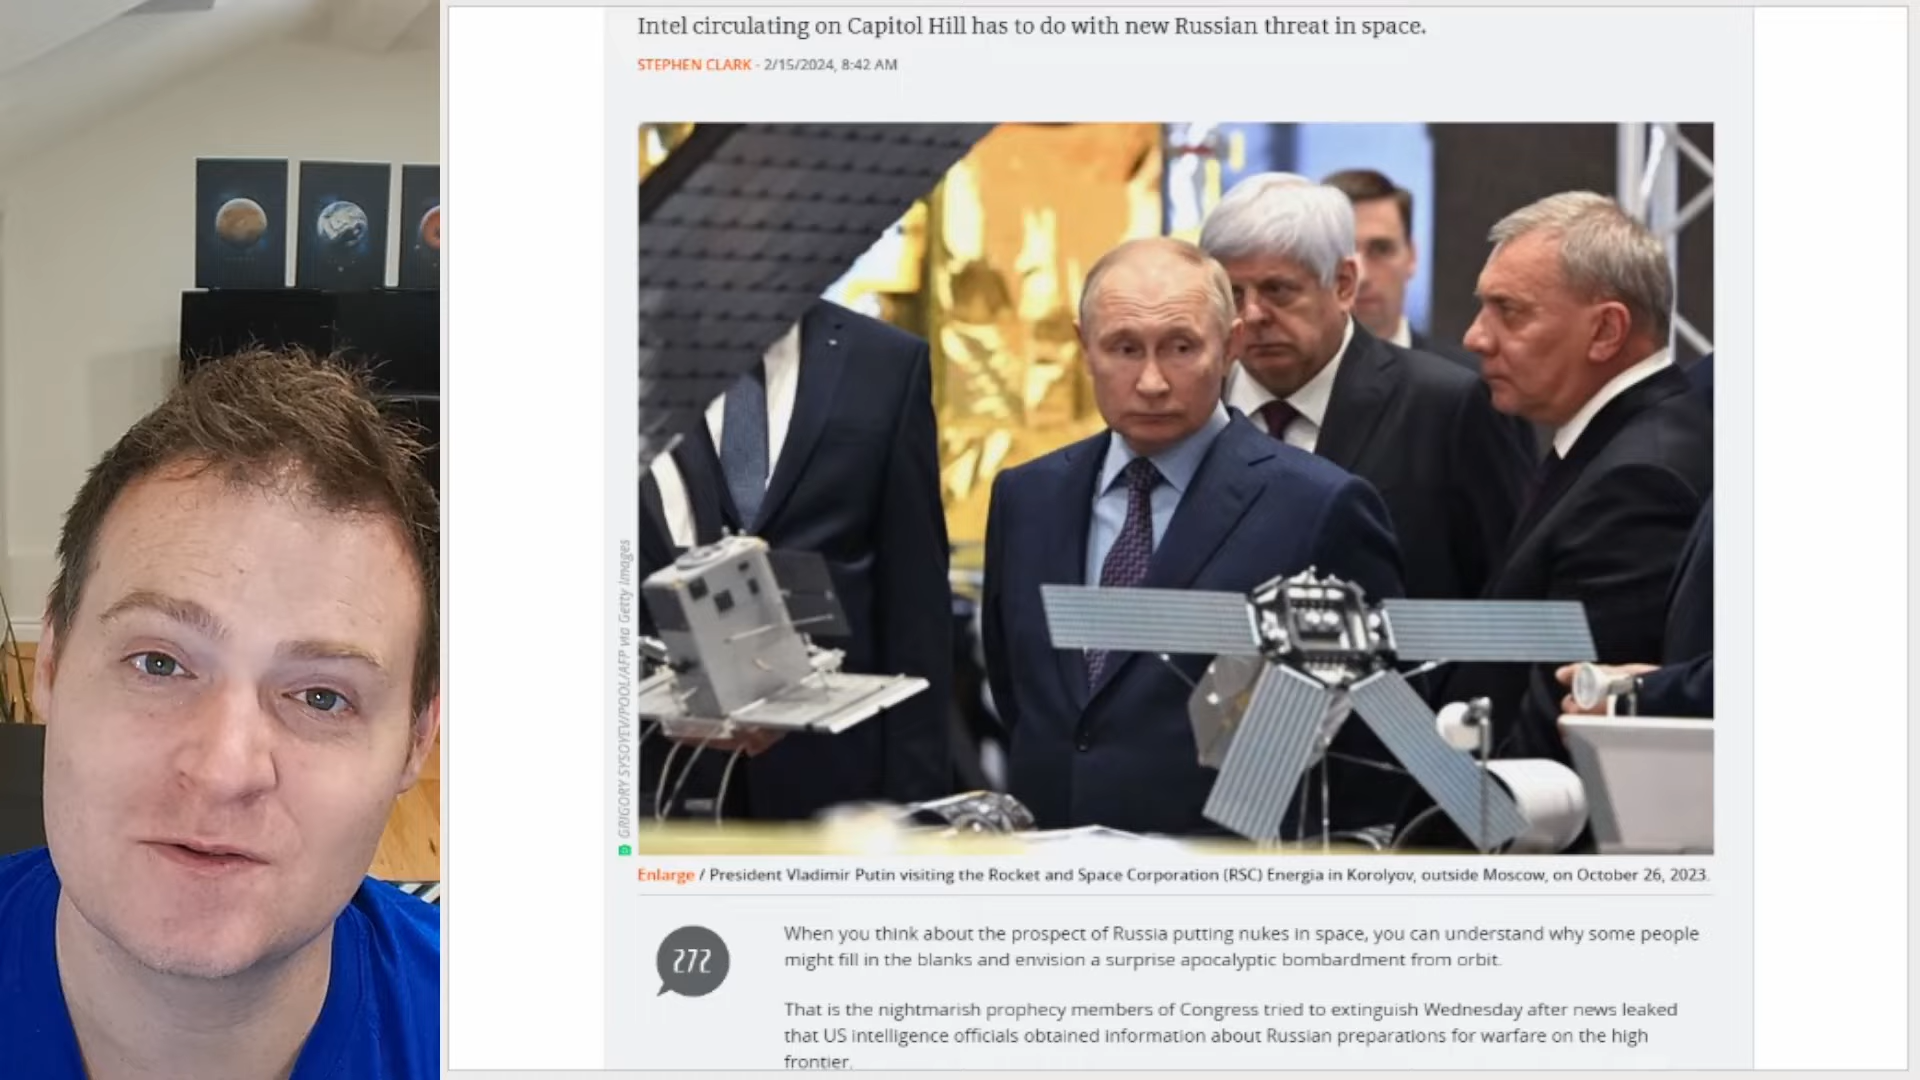 Intel circulating on Capitol Hill has to do with new Russian threat in space.
STEPHEN CLARK - 2/15/2024, 8:42 AM
GRIGORY SYSOYEV/POOL/AFP via Getty Images
Enlarge / President Vladimir Putin visiting the Rocket and Space Corporation (RSC) Energia in Korolyov, outside Moscow, on October 26, 2023.
272
When you think about the prospect of Russia putting nukes in space, you can understand why some people
might fill in the blanks and envision a surprise apocalyptic bombardment from orbit.
That is the nightmarish prophecy members of Congress tried to extinguish Wednesday after news leaked
that US intelligence officials obtained information about Russian preparations for warfare on the high
frontier.